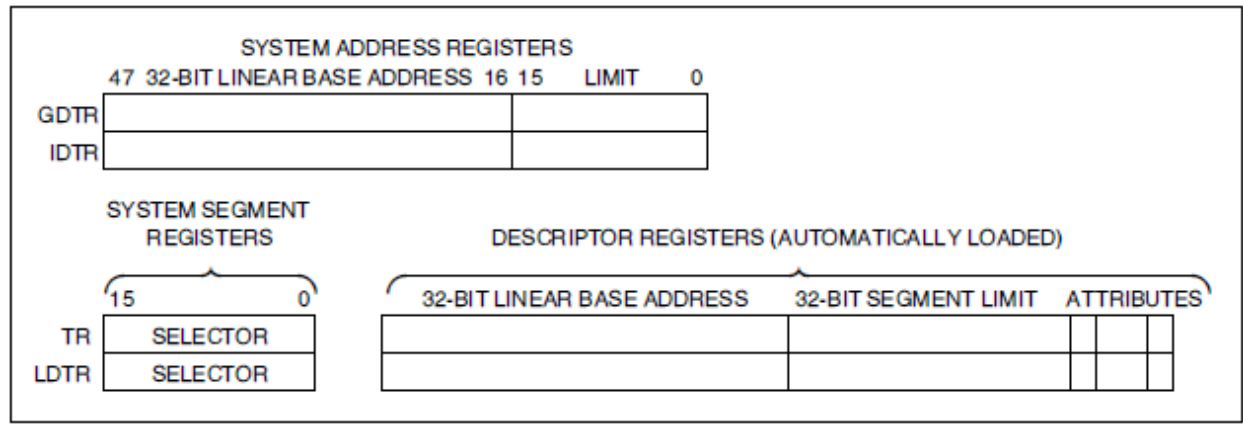 SYSTEM ADDRESS REGISTERS
47 32-BIT LINEAR BASE ADDRESS 16 15 LIMIT 0
GDTR
IDTR
SYSTEM SEGMENT
REGISTERS
DESCRIPTOR REGISTERS (AUTOMATICALLY LOADED)
15 0 32-BIT LINEAR BASE ADDRESS 32-BIT SEGMENT LIMIT ATTRIBUTES
TR SELECTOR
LDTR SELECTOR